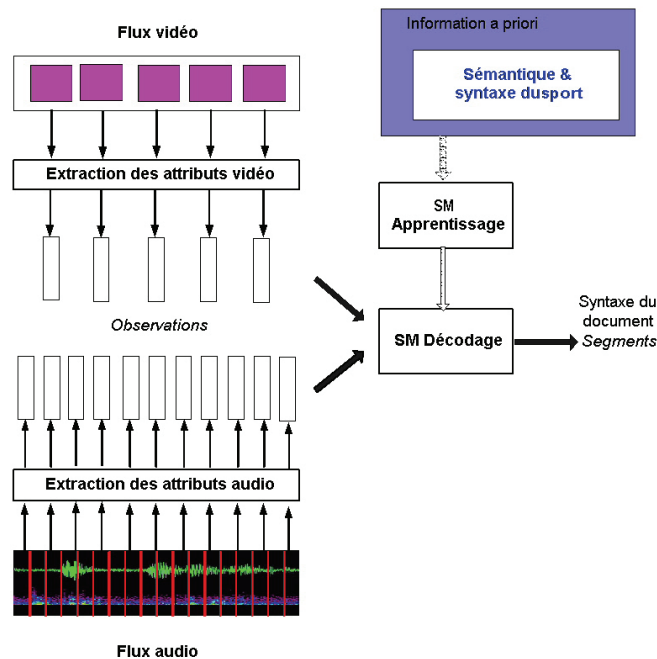 Flux vidéo
Extraction des attributs vidéo
Observations
Extraction des attributs audio
Flux audio
Information a priori
Sémantique &
syntaxe dusport
SM
Apprentissage
SM Décodage
Syntaxe du
document
Segments